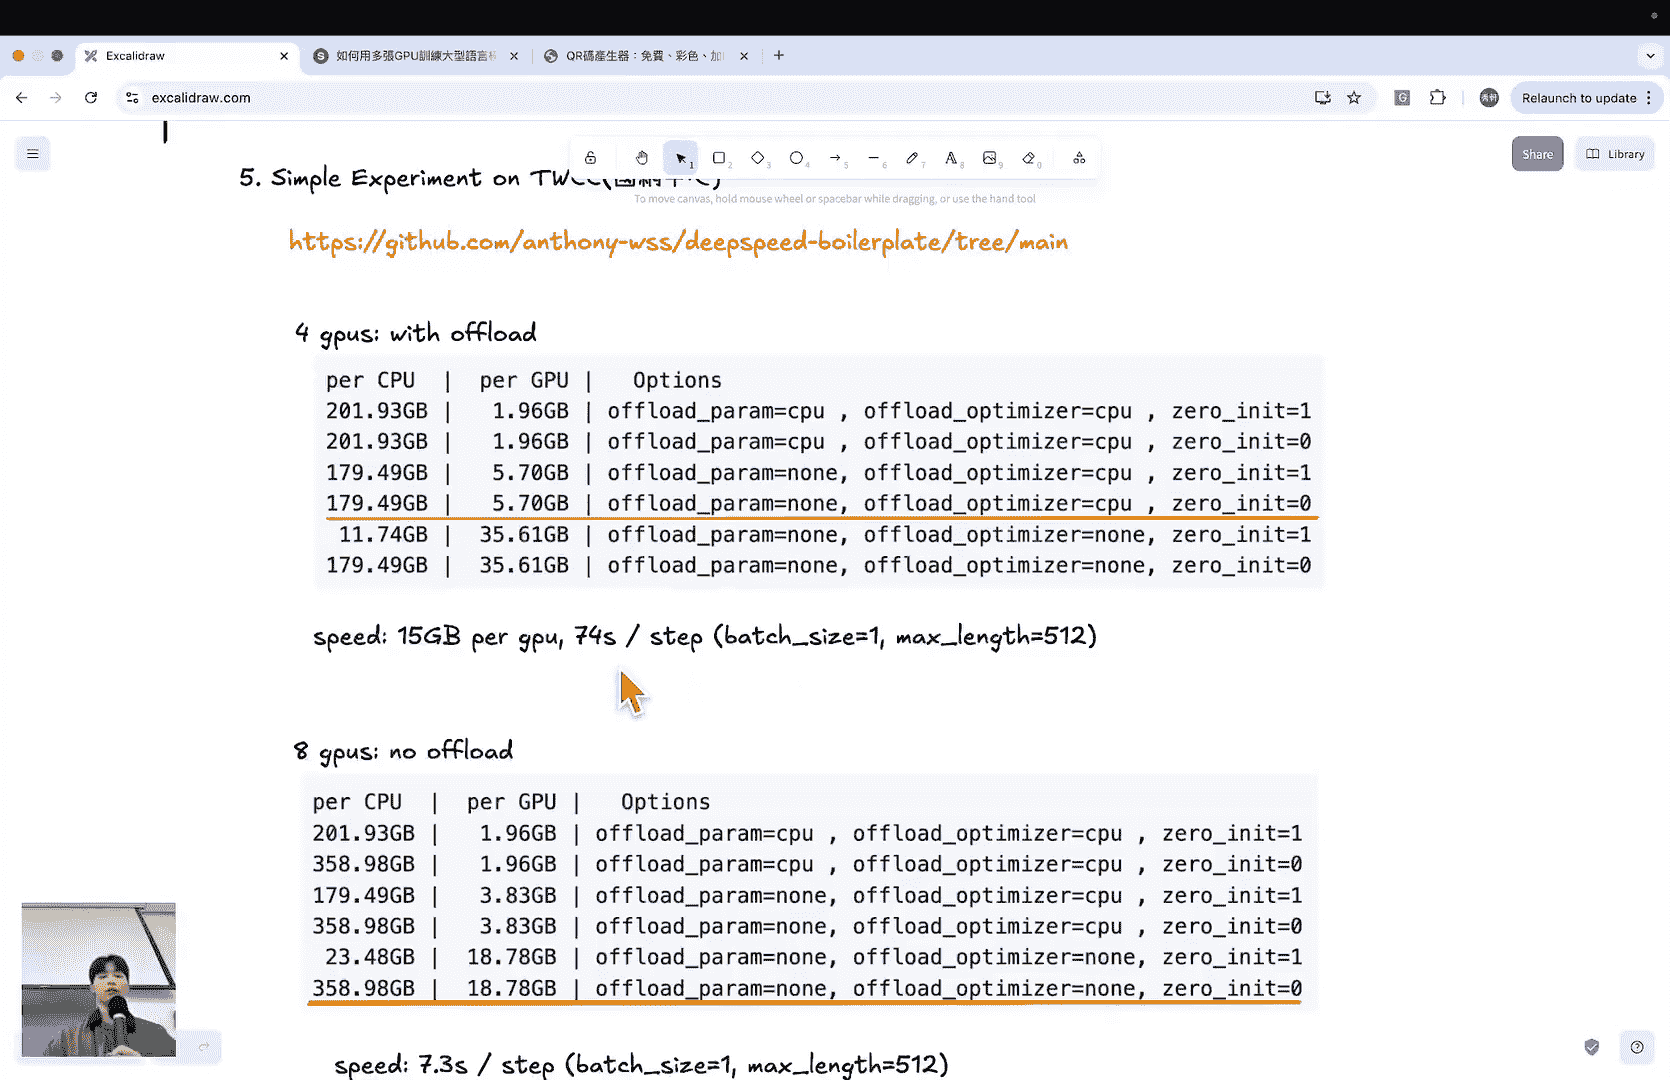 Excalidraw
如何用多張GPU訓練大型語言模
QR碼產生器：免費、彩色、加
excalidraw.com
Relaunch to update
Share
Library
To move canvas, hold mouse wheel or spacebar while dragging, or use the hand tool
5. Simple Experiment on TWCC(國網中心)
https://github.com/anthony-wss/deepspeed-boilerplate/tree/main
4 gpus: with offload
per CPU | per GPU | Options
201.93GB | 1.96GB | offload_param=cpu , offload_optimizer=cpu , zero_init=1
201.93GB | 1.96GB | offload_param=cpu , offload_optimizer=cpu , zero_init=0
179.49GB | 5.70GB | offload_param=none, offload_optimizer=cpu , zero_init=1
179.49GB | 5.70GB | offload_param=none, offload_optimizer=cpu , zero_init=0
11.74GB | 35.61GB | offload_param=none, offload_optimizer=none, zero_init=1
179.49GB | 35.61GB | offload_param=none, offload_optimizer=none, zero_init=0
speed: 15GB per gpu, 74s / step (batch_size=1, max_length=512)
8 gpus: no offload
per CPU | per GPU | Options
201.93GB | 1.96GB | offload_param=cpu , offload_optimizer=cpu , zero_init=1
358.98GB | 1.96GB | offload_param=cpu , offload_optimizer=cpu , zero_init=0
179.49GB | 3.83GB | offload_param=none, offload_optimizer=cpu , zero_init=1
358.98GB | 3.83GB | offload_param=none, offload_optimizer=cpu , zero_init=0
23.48GB | 18.78GB | offload_param=none, offload_optimizer=none, zero_init=1
358.98GB | 18.78GB | offload_param=none, offload_optimizer=none, zero_init=0
speed: 7.3s / step (batch_size=1, max_length=512)